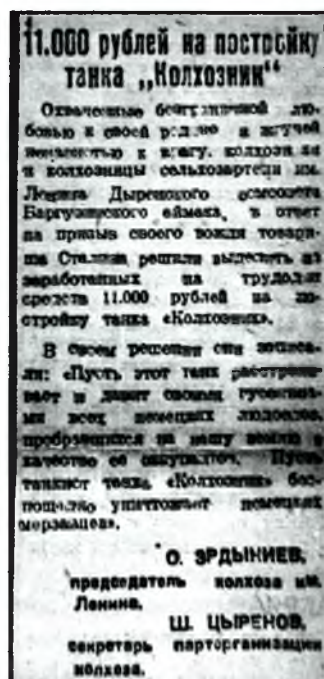 11.000 рублей на постройку
танка „Колхозник“
Охваченные безграничной лю-
бовью к своей родине и жгучей
ненавистью к врагу, колхозники
и колхозницы сельхозартели им.
Ленина Дыренского сомсовета
Баргузинского аймака, в ответ
на призыв своего вождя товари-
ща Сталина решили выделить из
заработанных на трудодни
средств 11.000 рублей на по-
стройку танка «Колхозник».
В своем решении они записа-
ли: «Пусть этот танк расстрели-
вает и давит своими гусеница-
ми всех немецких людоедов,
пробравшихся на нашу землю в
качестве ее оккупантов. Пусть
танкист танка «Колхозник» бес-
пощадно уничтожает немецких
мерзавцев».
О. ЭРДЫНИЕВ,
председатель колхоза им.
Ленина.
Ш. ЦЫРЕНОВ,
секретарь парторганизации
колхоза.